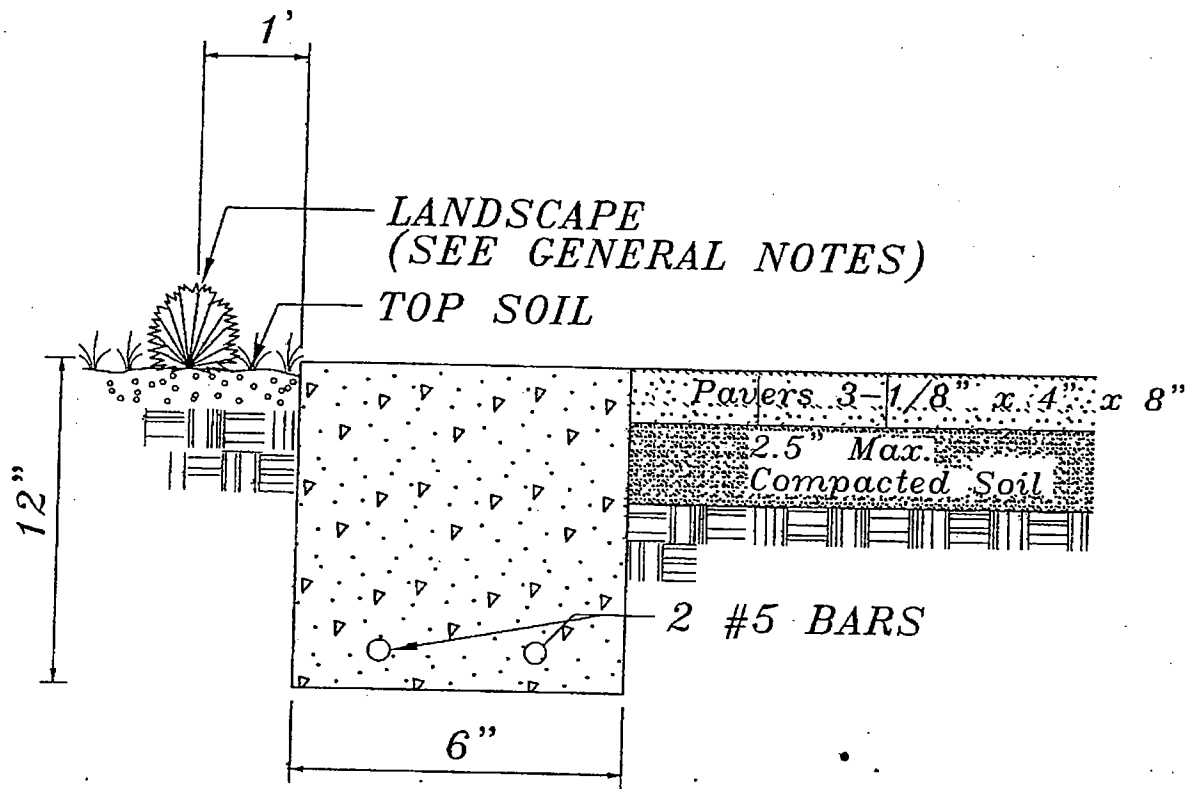 1'
LANDSCAPE
(SEE GENERAL NOTES)
TOP SOIL
Pavers 3-1/8" x 4" x 8"
2.5" Max.
Compacted Soil
12"
2 #5 BARS
6"